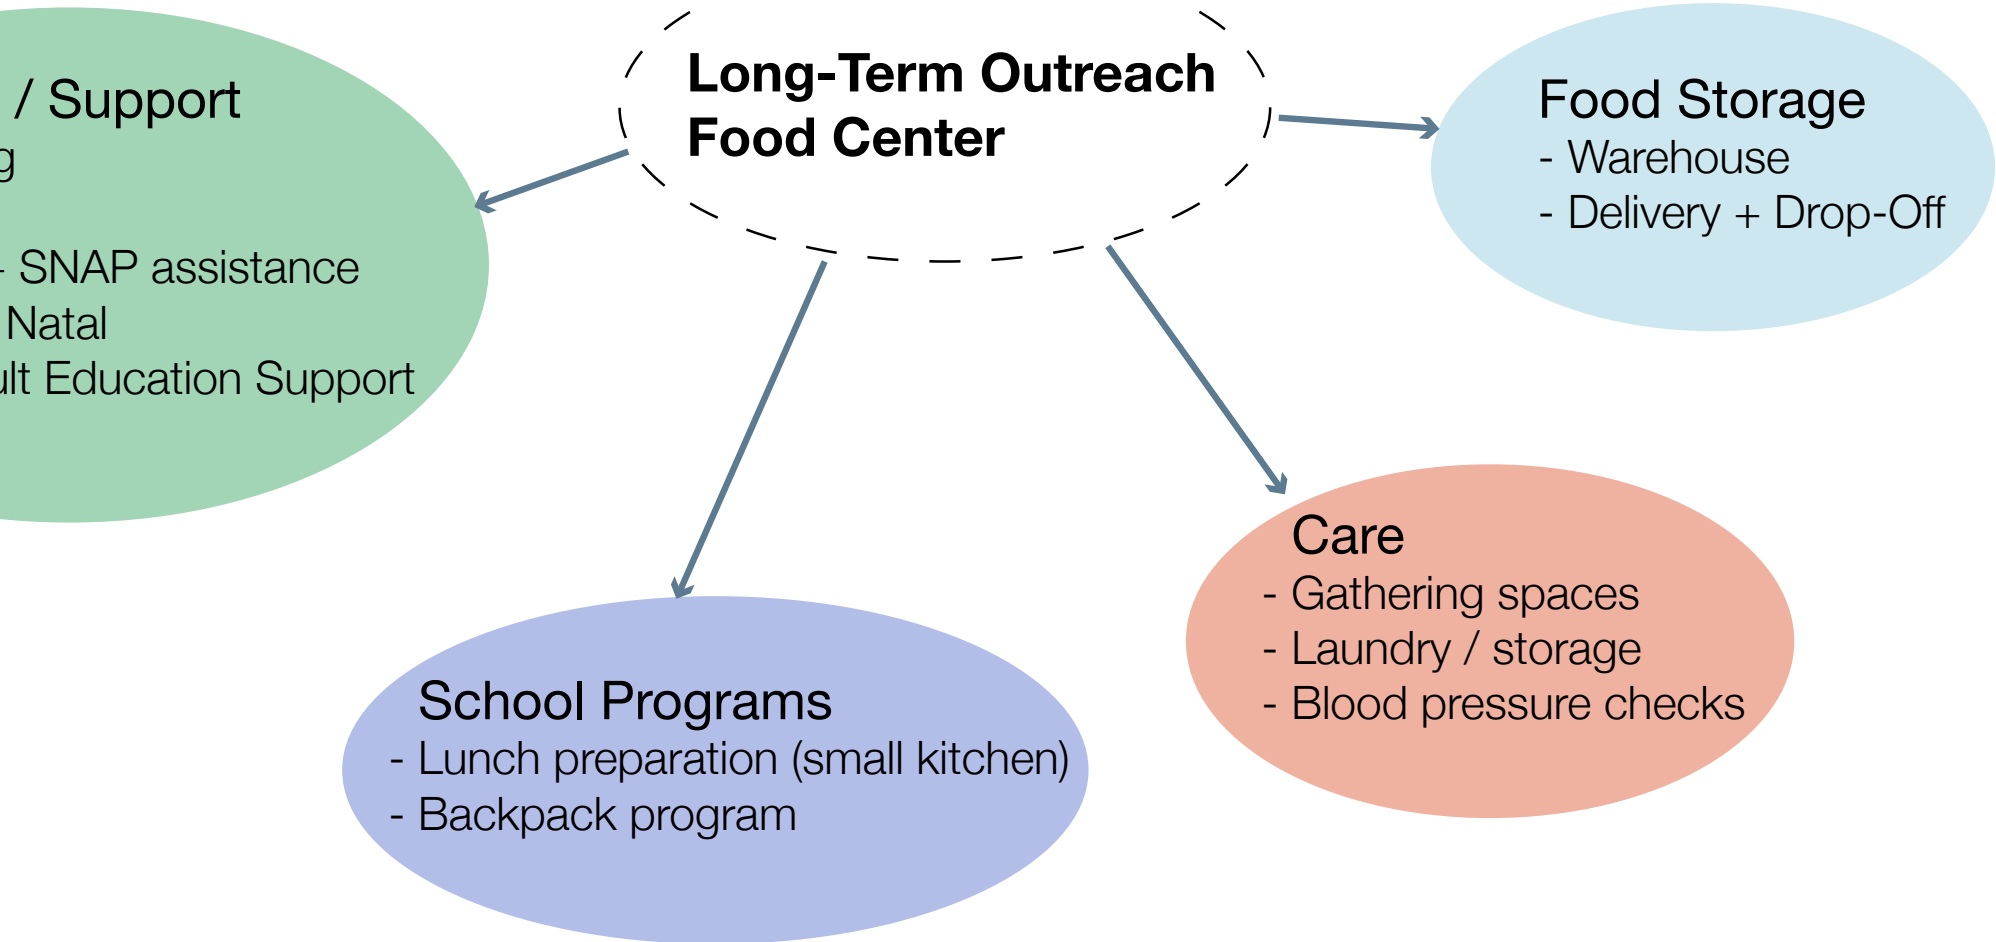 Long-Term Outreach
Food Center
/ Support
SNAP assistance
Natal
Education Support
Food Storage
- Warehouse
- Delivery + Drop-Off
School Programs
- Lunch preparation (small kitchen)
- Backpack program
Care
- Gathering spaces
- Laundry / storage
- Blood pressure checks